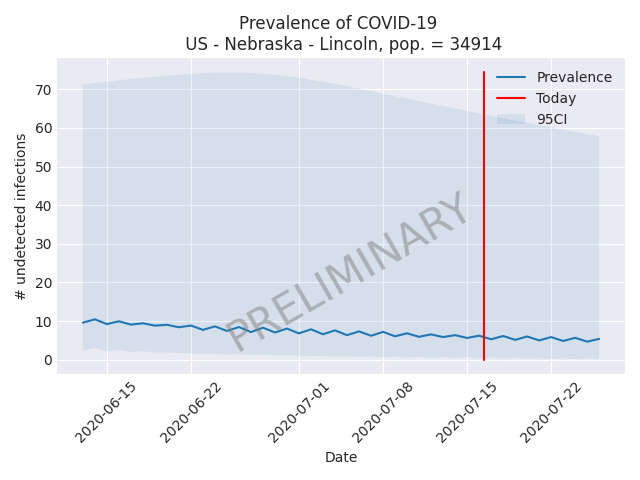 Prevalence of COVID-19
US - Nebraska - Lincoln, pop. = 34914
# undetected infections
70
60
50
40
30
20
10
0
Prevalence
Today
95CI
PRELIMINARY
2020-06-15
2020-06-22
2020-07-01
2020-07-08
2020-07-15
2020-07-22
Date